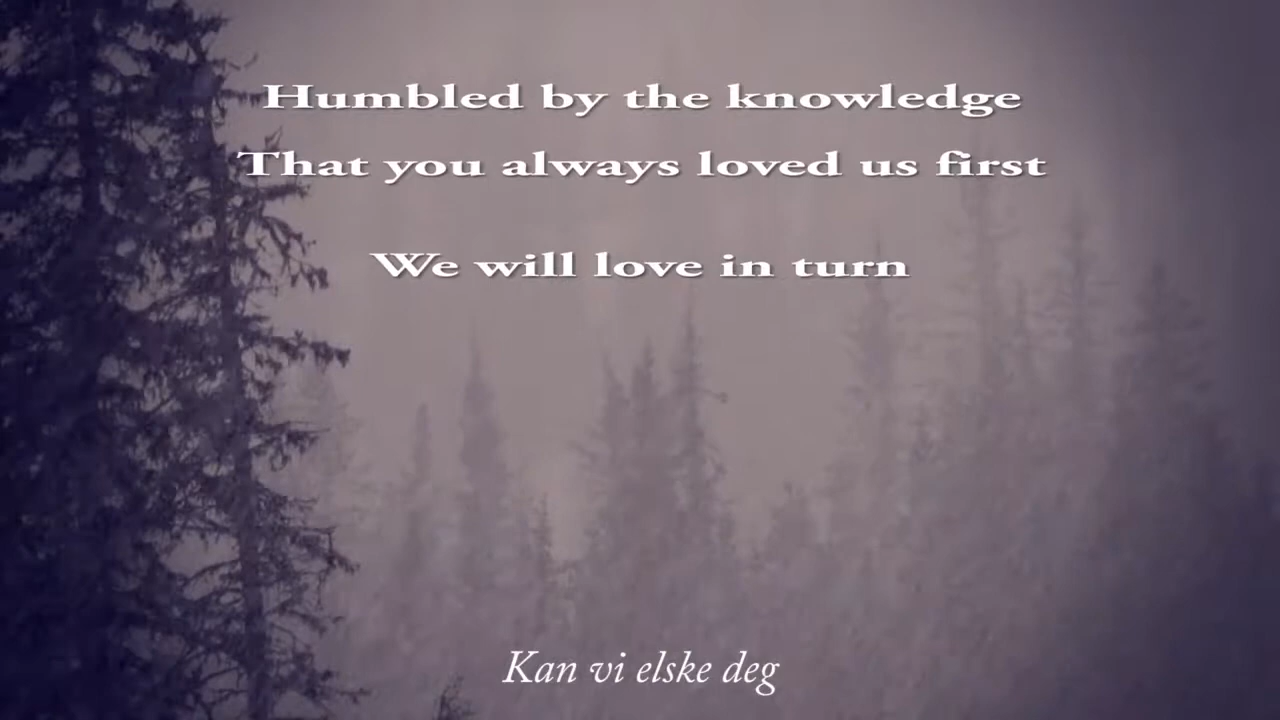 Humbled by the knowledge
That you always loved us first
We will love in turn
Kan vi elske deg